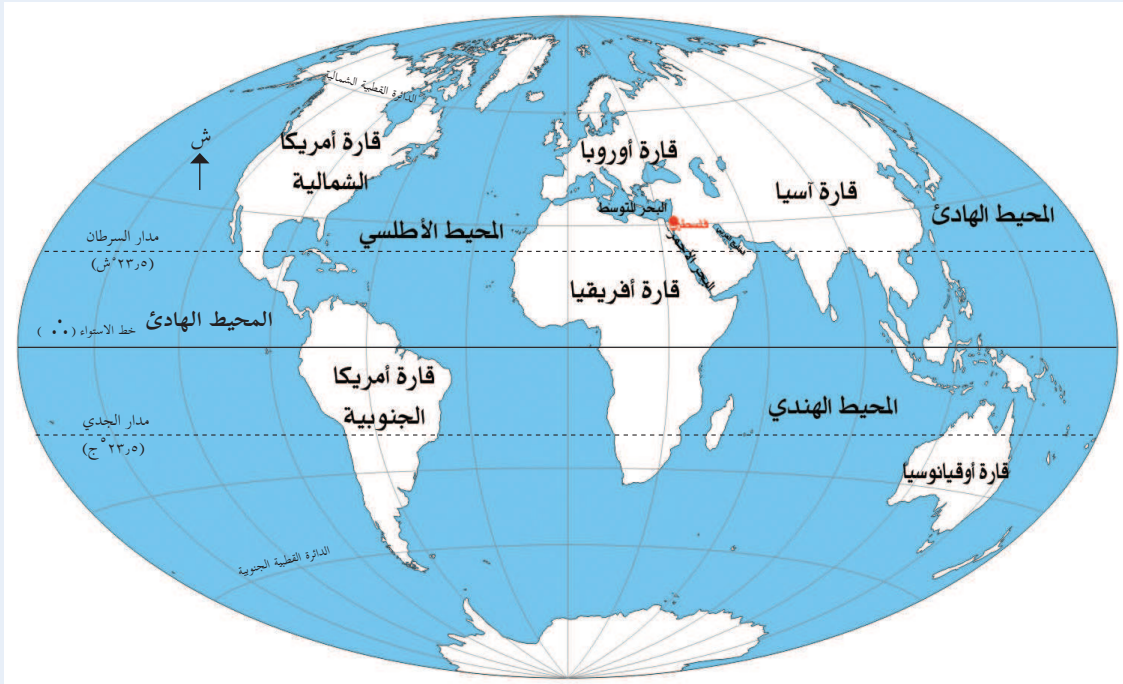 الدائرة القطبية الشمالية
ش
قارة أمريكا
الشمالية
قارة أوروبا
قارة آسيا
المحيط الهادئ
البحر المتوسط
فلسطين
المحيط الأطلسي
البحر الأحمر
مدار السرطان
(٢٣٫٥°ش)
قارة أفريقيا
المحيط الهادئ
خط الاستواء (٠°)
قارة أمريكا
الجنوبية
المحيط الهندي
مدار الجدي
(٢٣٫٥°ج)
قارة أوقيانوسيا
الدائرة القطبية الجنوبية